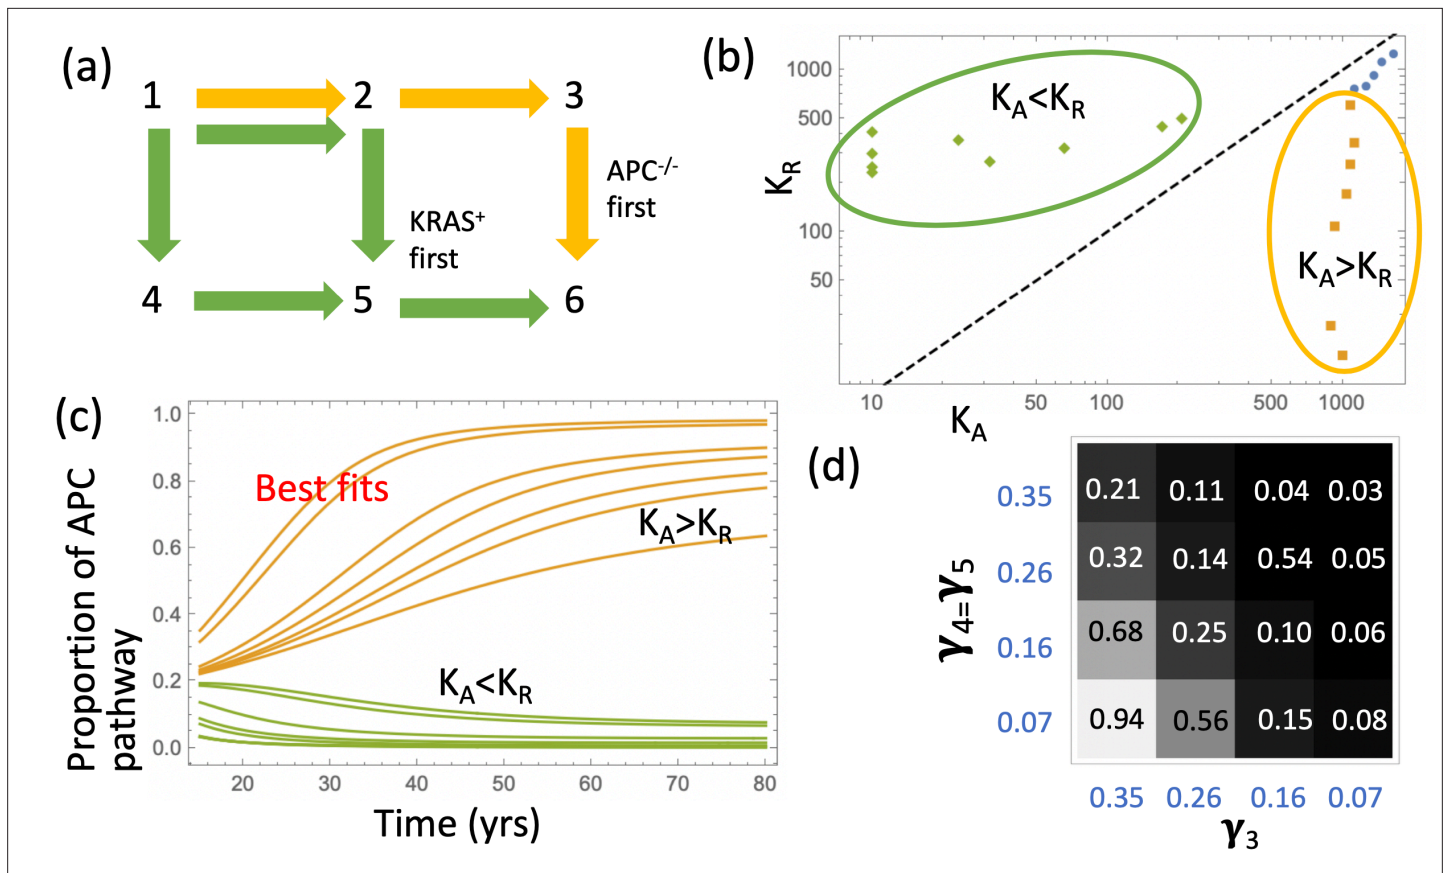 (a)
1 2 3
APC-/-
first
KRAS+
first
4 5 6
(b)
1000
500
100
50
KR
KA<KR
KA>KR
10 50 100 500 1000
KA
(c)
1.0
0.8
0.6
0.4
0.2
0.0
Proportion of APC
pathway
Best fits
KA>KR
KA<KR
20 30 40 50 60 70 80
Time (yrs)
(d)
γ4=γ5
0.35 0.21 0.11 0.04 0.03
0.26 0.32 0.14 0.54 0.05
0.16 0.68 0.25 0.10 0.06
0.07 0.94 0.56 0.15 0.08
0.35 0.26 0.16 0.07
γ3